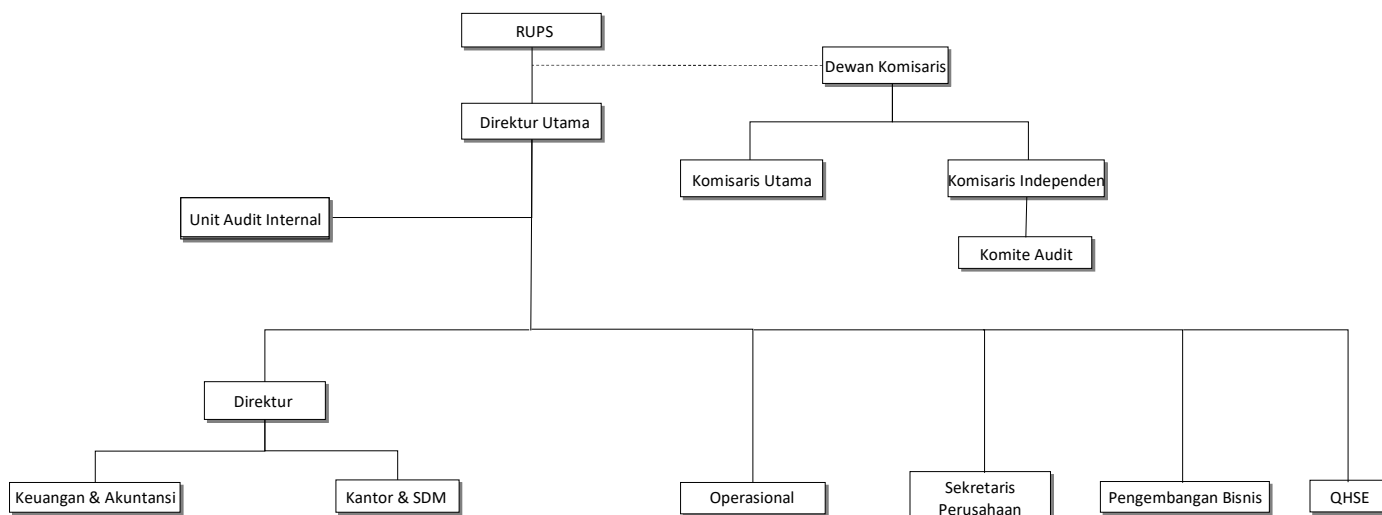 RUPS
Dewan Komisaris
Direktur Utama
Komisaris Utama
Komisaris Independen
Unit Audit Internal
Komite Audit
Direktur
Keuangan & Akuntansi
Kantor & SDM
Operasional
Sekretaris
Perusahaan
Pengembangan Bisnis
QHSE